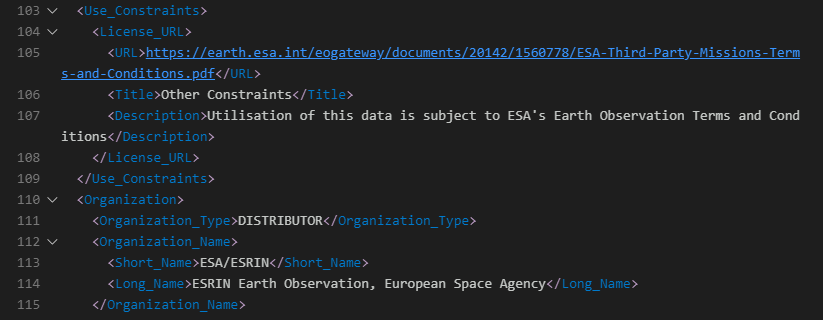 103 <Use_Constraints>
104 <License_URL>
105 <URL>https://earth.esa.int/eogateway/documents/20142/1560778/ESA-Third-Party-Missions-Term
s-and-Conditions.pdf</URL>
106 <Title>Other Constraints</Title>
107 <Description>Utilisation of this data is subject to ESA's Earth Observation Terms and Cond
itions</Description>
108 </License_URL>
109 </Use_Constraints>
110 <Organization>
111 <Organization_Type>DISTRIBUTOR</Organization_Type>
112 <Organization_Name>
113 <Short_Name>ESA/ESRIN</Short_Name>
114 <Long_Name>ESRIN Earth Observation, European Space Agency</Long_Name>
115 </Organization_Name>